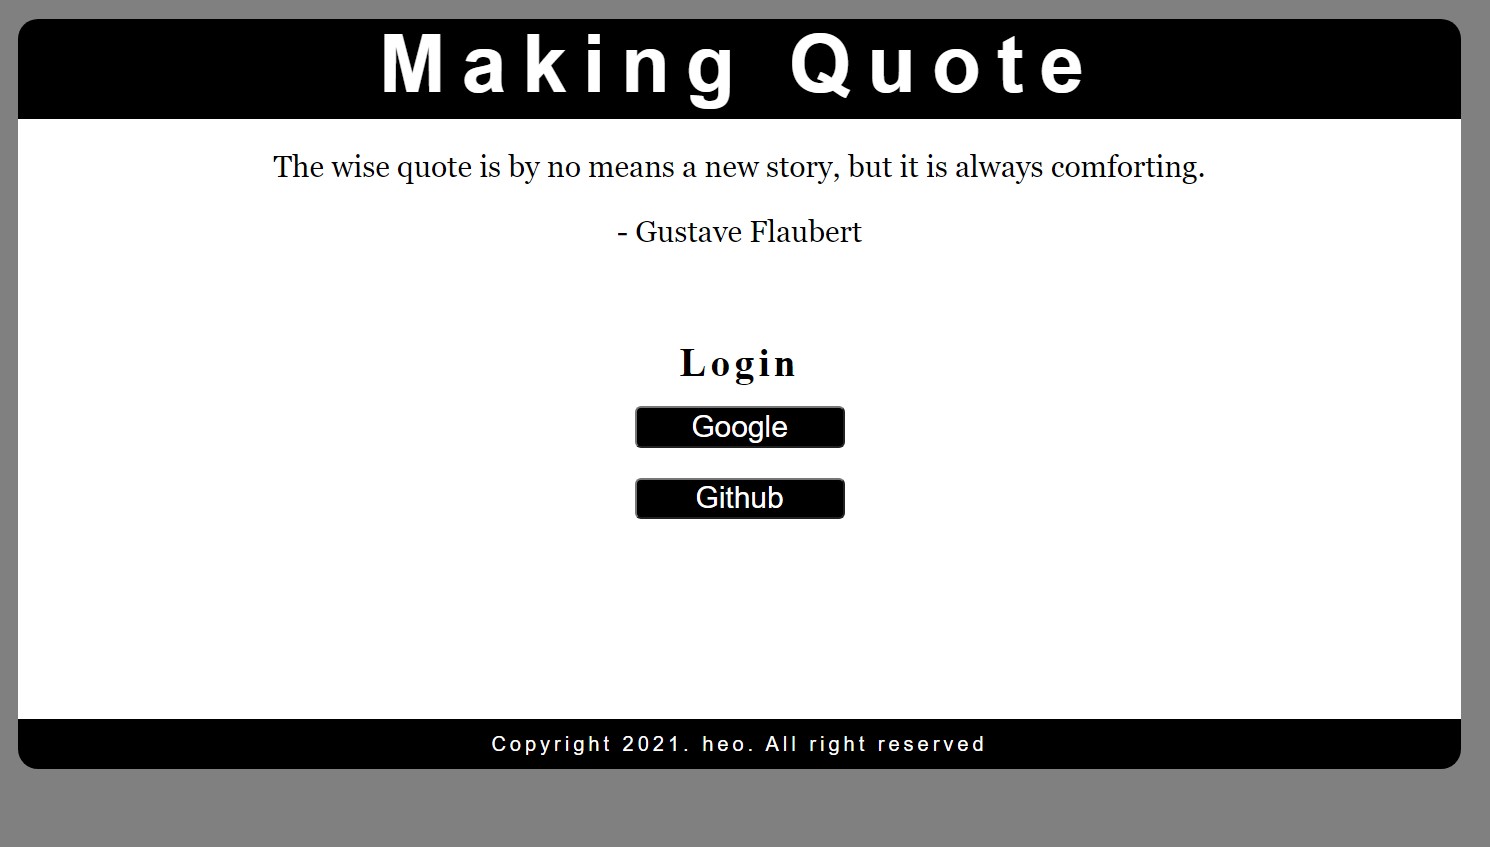 Making Quote
The wise quote is by no means a new story, but it is always comforting.
- Gustave Flaubert
Login
Google
Github
Copyright 2021. heo. All right reserved